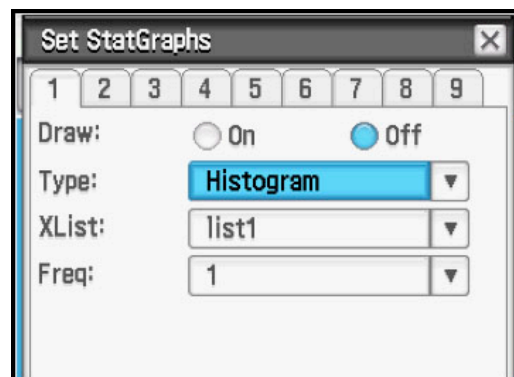 Set StatGraphs
1 2 3 4 5 6 7 8 9
Draw: On Off
Type: Histogram
XList: list1
Freq: 1